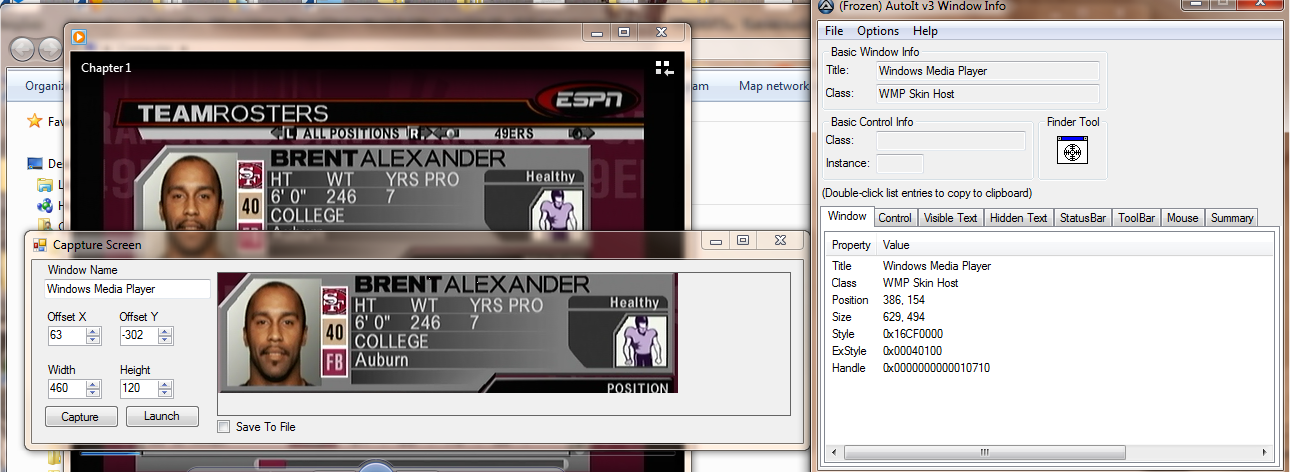 (Frozen) AutoIt v3 Window Info
File Options Help
Basic Window Info
Title: Windows Media Player
Class: WMP Skin Host
Basic Control Info
Class:
Instance:
Finder Tool
(Double-click list entries to copy to clipboard)
Window Control Visible Text Hidden Text StatusBar ToolBar Mouse Summary
Property Value
Title Windows Media Player
Class WMP Skin Host
Position 386, 154
Size 629, 494
Style 0x16CF0000
ExStyle 0x00040100
Handle 0x0000000000010710
Organiz
am
Map network
Fav
De
Chapter 1
ESPN
TEAMROSTERS
L ALL POSITIONS R 49ERS
BRENT ALEXANDER
HT WT YRS PRO
6' 0" 246 7
COLLEGE
SF
40
Healthy
Cappture Screen
Window Name
Windows Media Player
Offset X Offset Y
63 -302
Width Height
460 120
Capture Launch
BRENT ALEXANDER
HT WT YRS PRO
6' 0" 246 7
COLLEGE
Auburn
SF
40
FB
Healthy
POSITION
Save To File